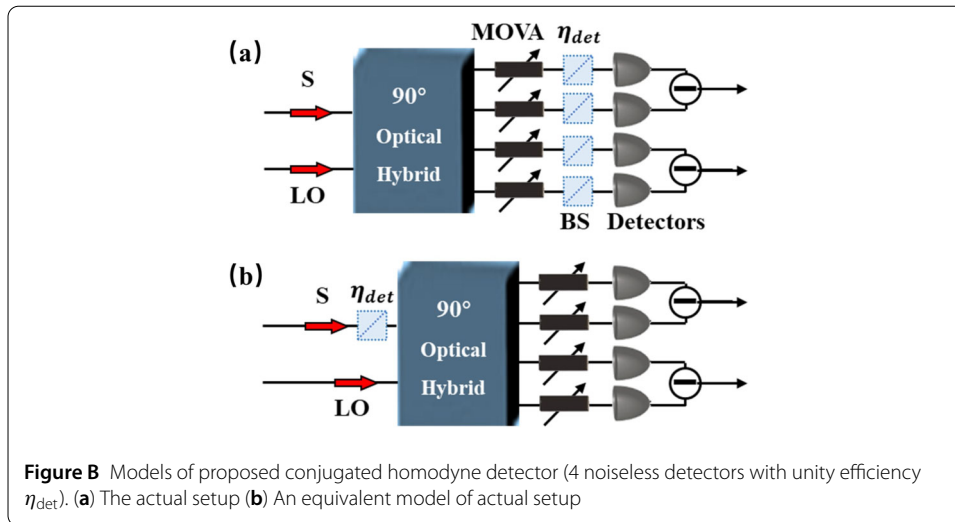 (a)
MOVA
η_det
S
90°
Optical
Hybrid
LO
BS
Detectors
(b)
S
η_det
90°
Optical
Hybrid
LO
Figure B Models of proposed conjugated homodyne detector (4 noiseless detectors with unity efficiency
η_det). (a) The actual setup (b) An equivalent model of actual setup